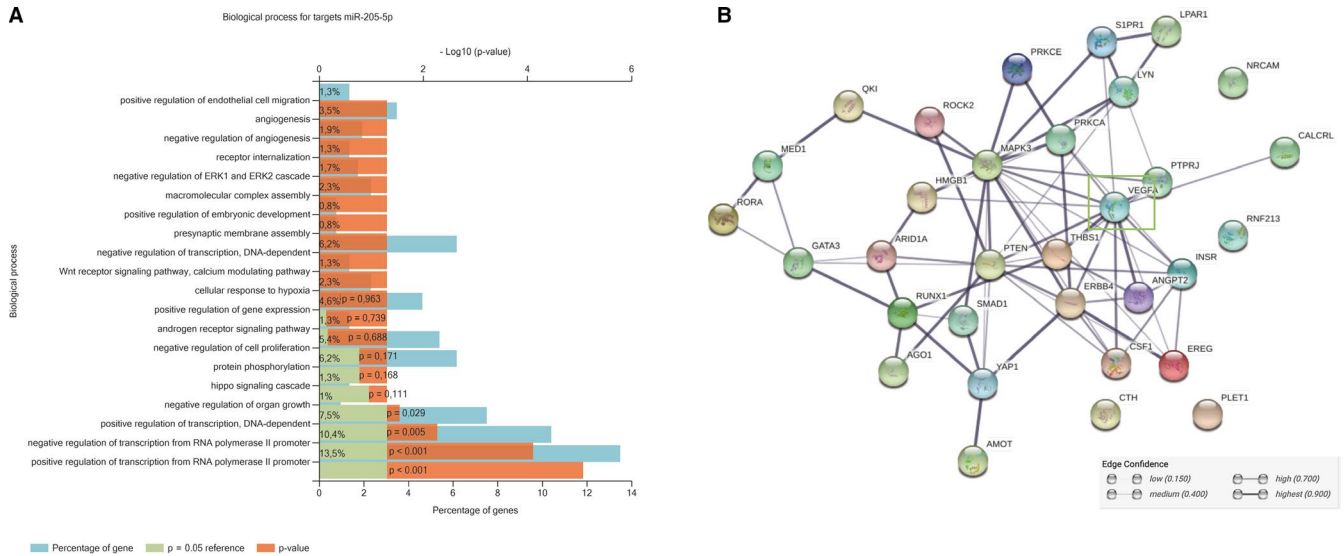 A
Biological process for targets miR-205-5p
- Log10 (p-value)
0 2 4 6
1,3%
positive regulation of endothelial cell migration
3,5%
angiogenesis
1,9%
negative regulation of angiogenesis
1,3%
receptor internalization
1,7%
negative regulation of ERK1 and ERK2 cascade
2,3%
macromolecular complex assembly
0,8%
positive regulation of embryonic development
0,8%
presynaptic membrane assembly
6,2%
negative regulation of transcription, DNA-dependent
1,3%
Wnt receptor signaling pathway, calcium modulating pathway
2,3%
cellular response to hypoxia
4,6% p = 0,963
positive regulation of gene expression
1,3% p = 0,739
androgen receptor signaling pathway
5,4% p = 0,688
negative regulation of cell proliferation
6,2% p = 0,171
protein phosphorylation
1,3% p = 0,168
hippo signaling cascade
1% p = 0,111
negative regulation of organ growth
7,5% p = 0,029
positive regulation of transcription, DNA-dependent
10,4% p = 0,005
negative regulation of transcription from RNA polymerase II promoter
13,5% p < 0.001
positive regulation of transcription from RNA polymerase II promoter
p < 0.001
0 2 4 6 8 10 12 14
Percentage of genes
Biological process
Percentage of gene p = 0.05 reference p-value
B
LPAR1
S1PR1
PRKCE
NRCAM
LYN
QKI
ROCK2
PRKCA
CALCRL
MED1
MAPK3
PTPRJ
HMGB1
VEGFA
RORA
RNF213
ARID1A
THBS1
GATA3
PTEN
INSR
ANGPT2
ERBB4
RUNX1
SMAD1
AGO1
CSF1
EREG
YAP1
CTH
PLET1
AMOT
Edge Confidence
low (0.150) high (0.700)
medium (0.400) highest (0.900)